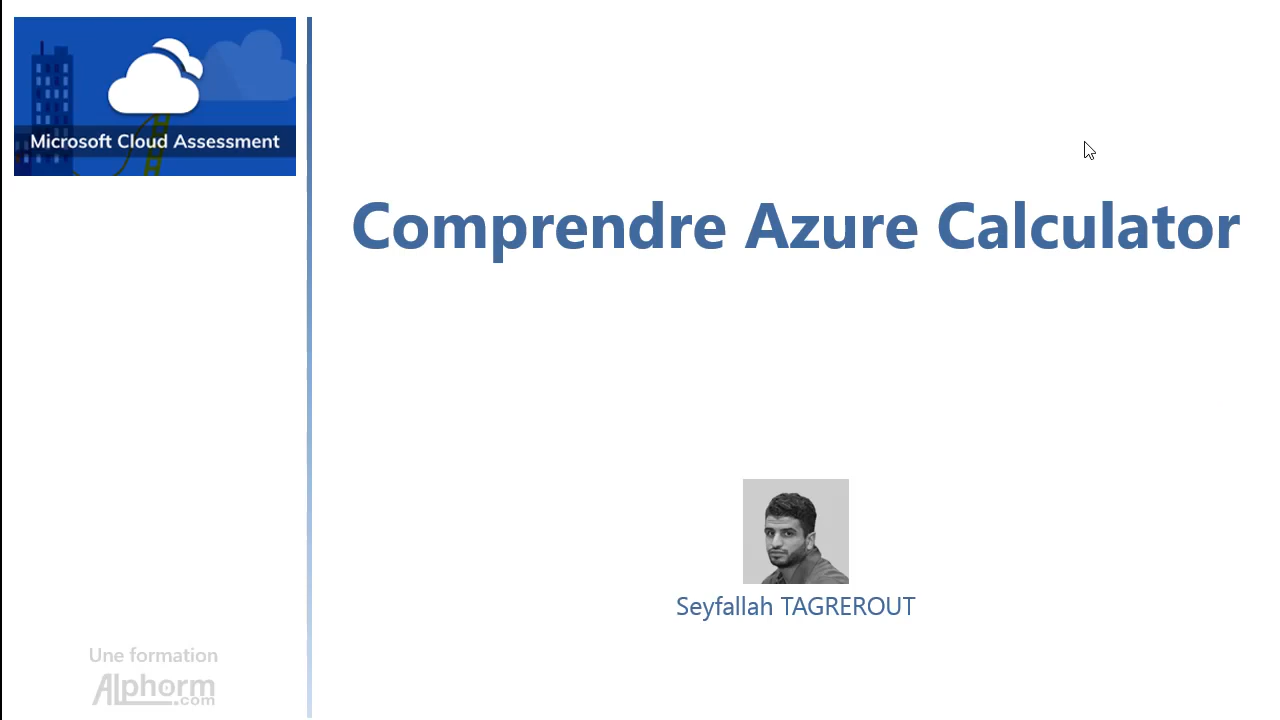 Microsoft Cloud Assessment
Comprendre Azure Calculator
Seyfallah TAGREROUT
Une formation
Alphorm
.com